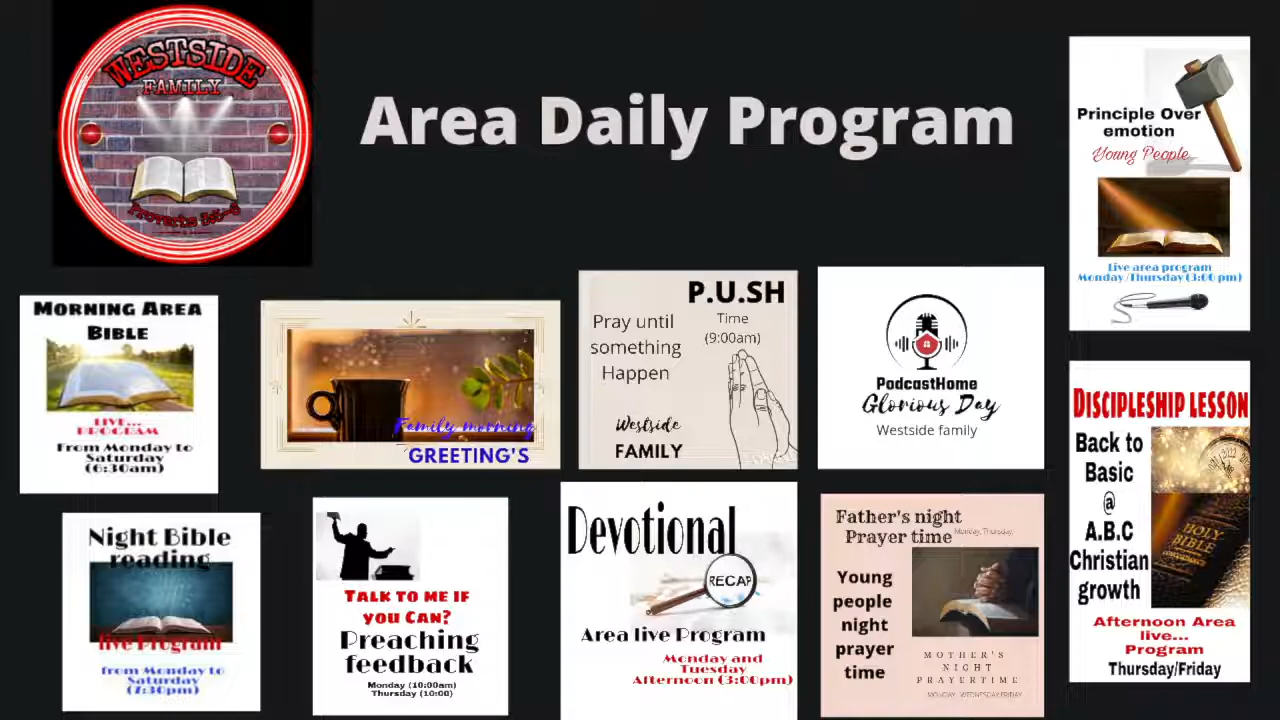 WESTSIDE
FAMILY
Proverbs 3:5-6
Area Daily Program
Principle Over
emotion
Young People
Live area program
Monday/Thursday (3:00 pm)
Morning Area
Bible
LIVE...
PROGRAM
From Monday to
Saturday
(6:30am)
Family morning
GREETING'S
P.U.SH
Time
(9:00am)
Pray until
something
Happen
Westside
FAMILY
PodcastHome
Glorious Day
Westside family
Discipleship lesson
Back to
Basic
@
A.B.C
Christian
growth
HOLY
BIBLE
Afternoon Area
live...
Program
Thursday/Friday
Night Bible
reading
live Program
from Monday to
Saturday
(7:30pm)
Talk to me if
you Can?
Preaching
feedback
Monday (10:00am)
Thursday (10:00)
Devotional
RECAP
Area live Program
Monday and
Tuesday
Afternoon (3:00pm)
Father's night
Prayer time
Monday, Thursday,
Young
people
night
prayer
time
MOTHER'S
NIGHT
PRAYERTIME
MONDAY, WEDNESDAY,FRIDAY